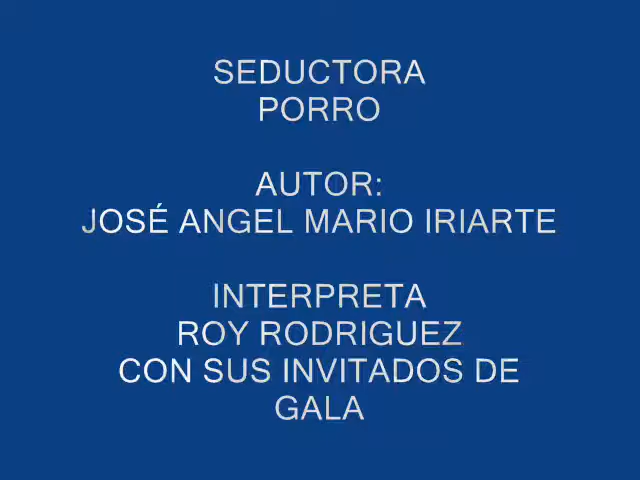 SEDUCTORA
PORRO
AUTOR:
JOSÉ ANGEL MARIO IRIARTE
INTERPRETA
ROY RODRIGUEZ
CON SUS INVITADOS DE
GALA